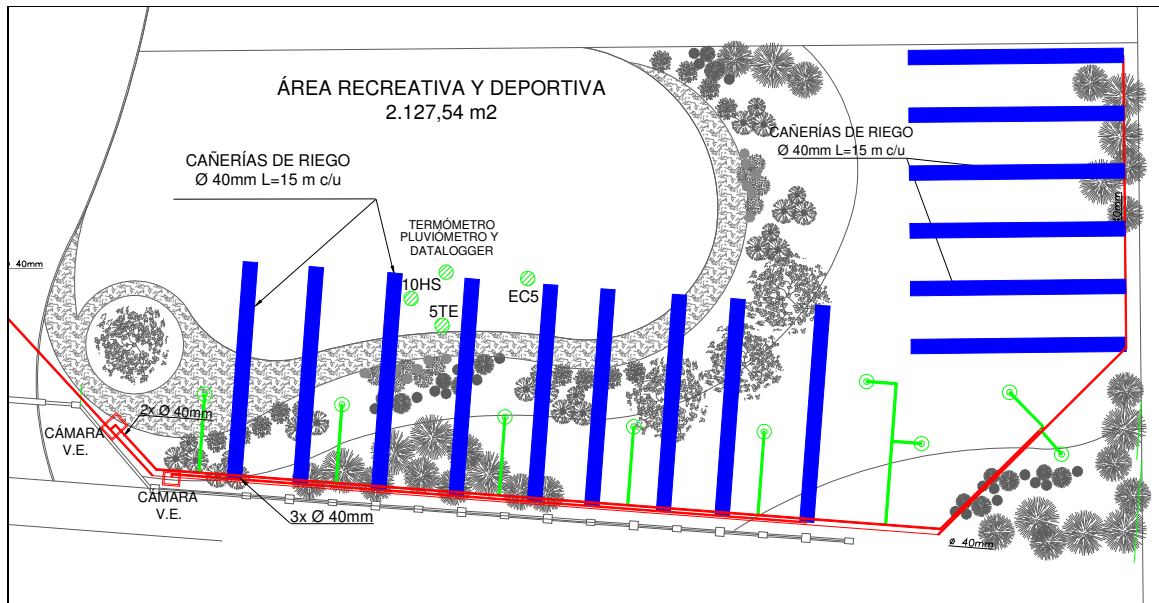 ÁREA RECREATIVA Y DEPORTIVA
2.127,54 m2
CAÑERÍAS DE RIEGO
Ø 40mm L=15 m c/u
CAÑERÍAS DE RIEGO
Ø 40mm L=15 m c/u
TERMÓMETRO
PLUVIÓMETRO Y
DATALOGGER
40mm
ø 40mm
10HS
EC5
5TE
2x Ø 40mm
CÁMARA
V.E.
CÁMARA
V.E.
3x Ø 40mm
ø 40mm